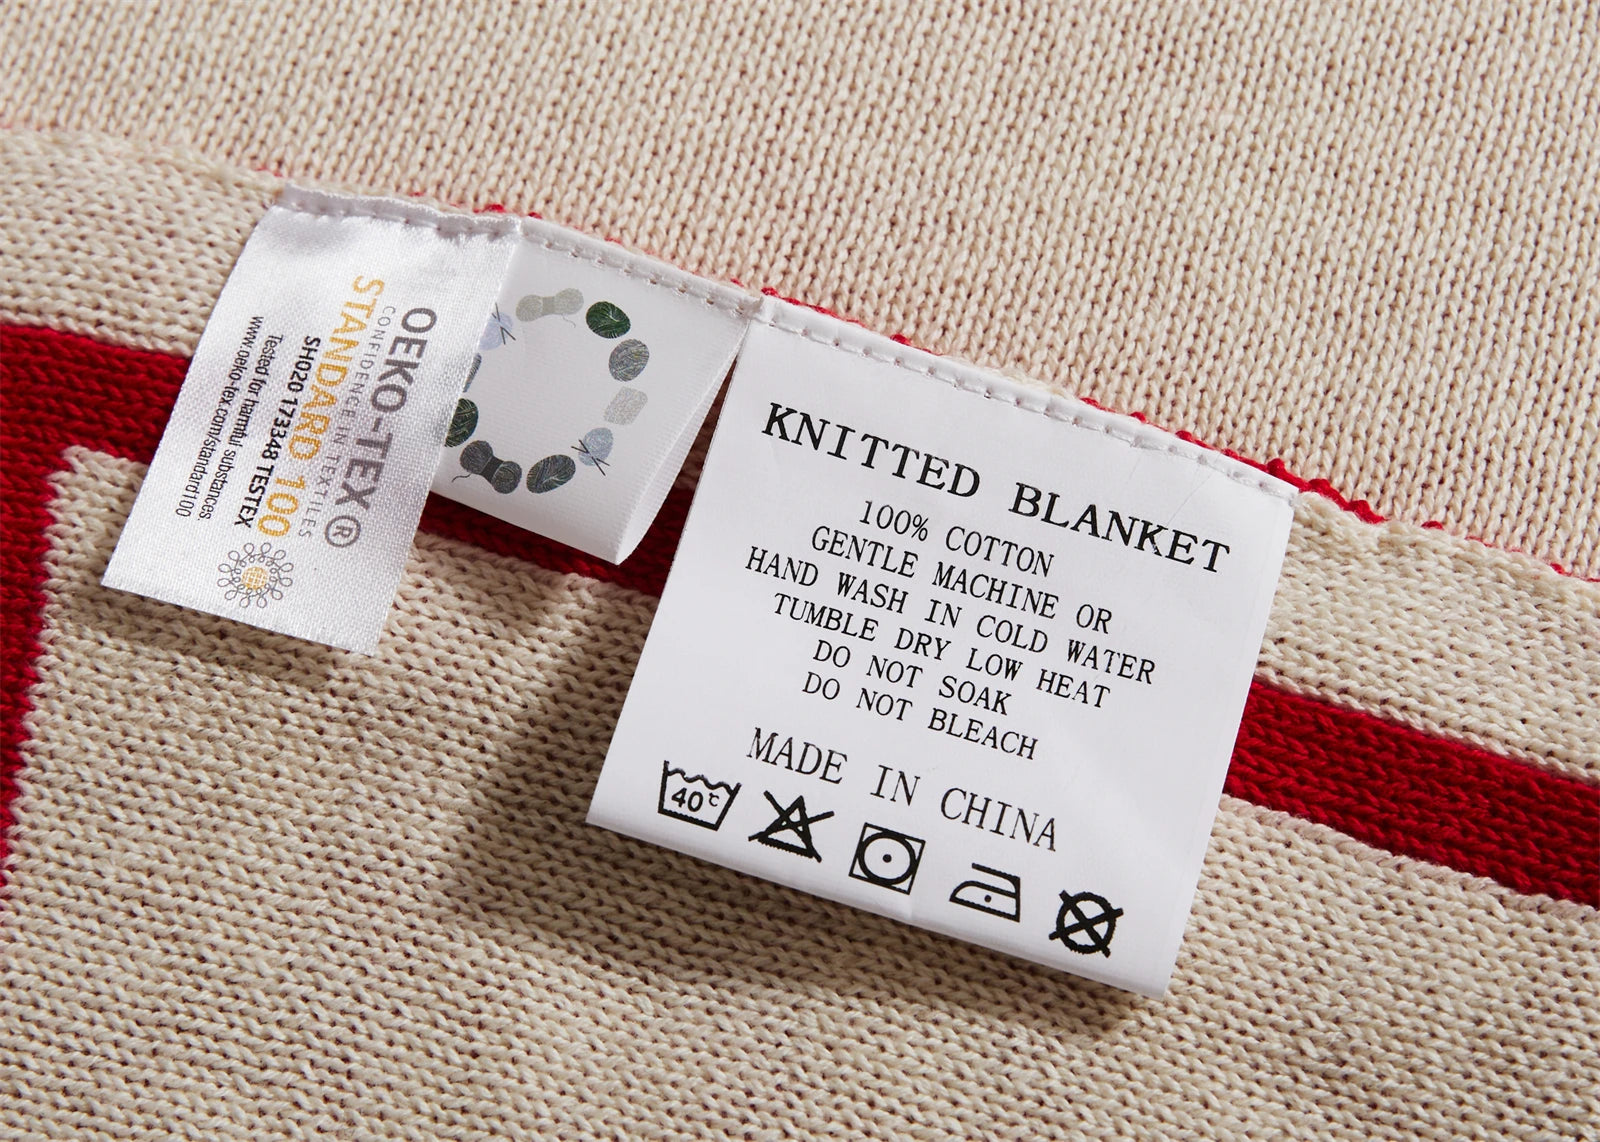 OEKO-TEX®
CONFIDENCE IN TEXTILES
STANDARD 100
SH020 173348 TESTEX
Tested for harmful substances.
www.oeko-tex.com/standard100
KNITTED BLANKET
100% COTTON
GENTLE MACHINE OR
HAND WASH IN COLD WATER
TUMBLE DRY LOW HEAT
DO NOT SOAK
DO NOT BLEACH
MADE IN CHINA
40℃